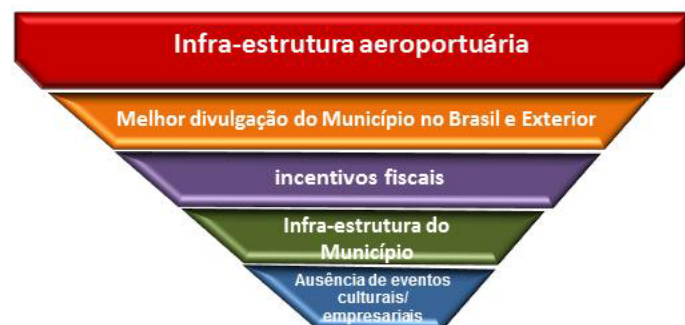 Infra-estrutura aeroportuária
Melhor divulgação do Município no Brasil e Exterior
incentivos fiscais
Infra-estrutura do
Município
Ausência de eventos
culturais/
empresariais